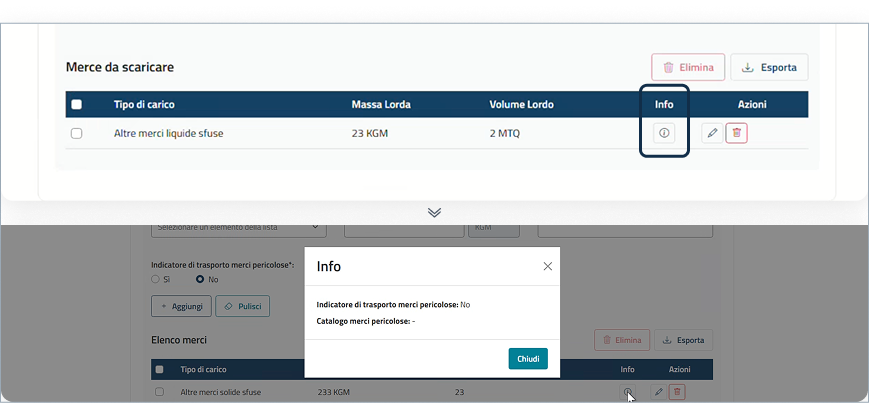 Merce da scaricare
Elimina
Esporta
Tipo di carico Massa Lorda Volume Lordo Info Azioni
Altre merci liquide sfuse 23 KGM 2 MTQ
Selezionare un elemento della lista KGM
Indicatore di trasporto merci pericolose*:
Sì No
+ Aggiungi Pulisci
Elenco merci
Elimina Esporta
Tipo di carico Info Azioni
Altre merci solide sfuse 233 KGM 23
Info
Indicatore di trasporto merci pericolose: No
Catalogo merci pericolose: -
Chiudi